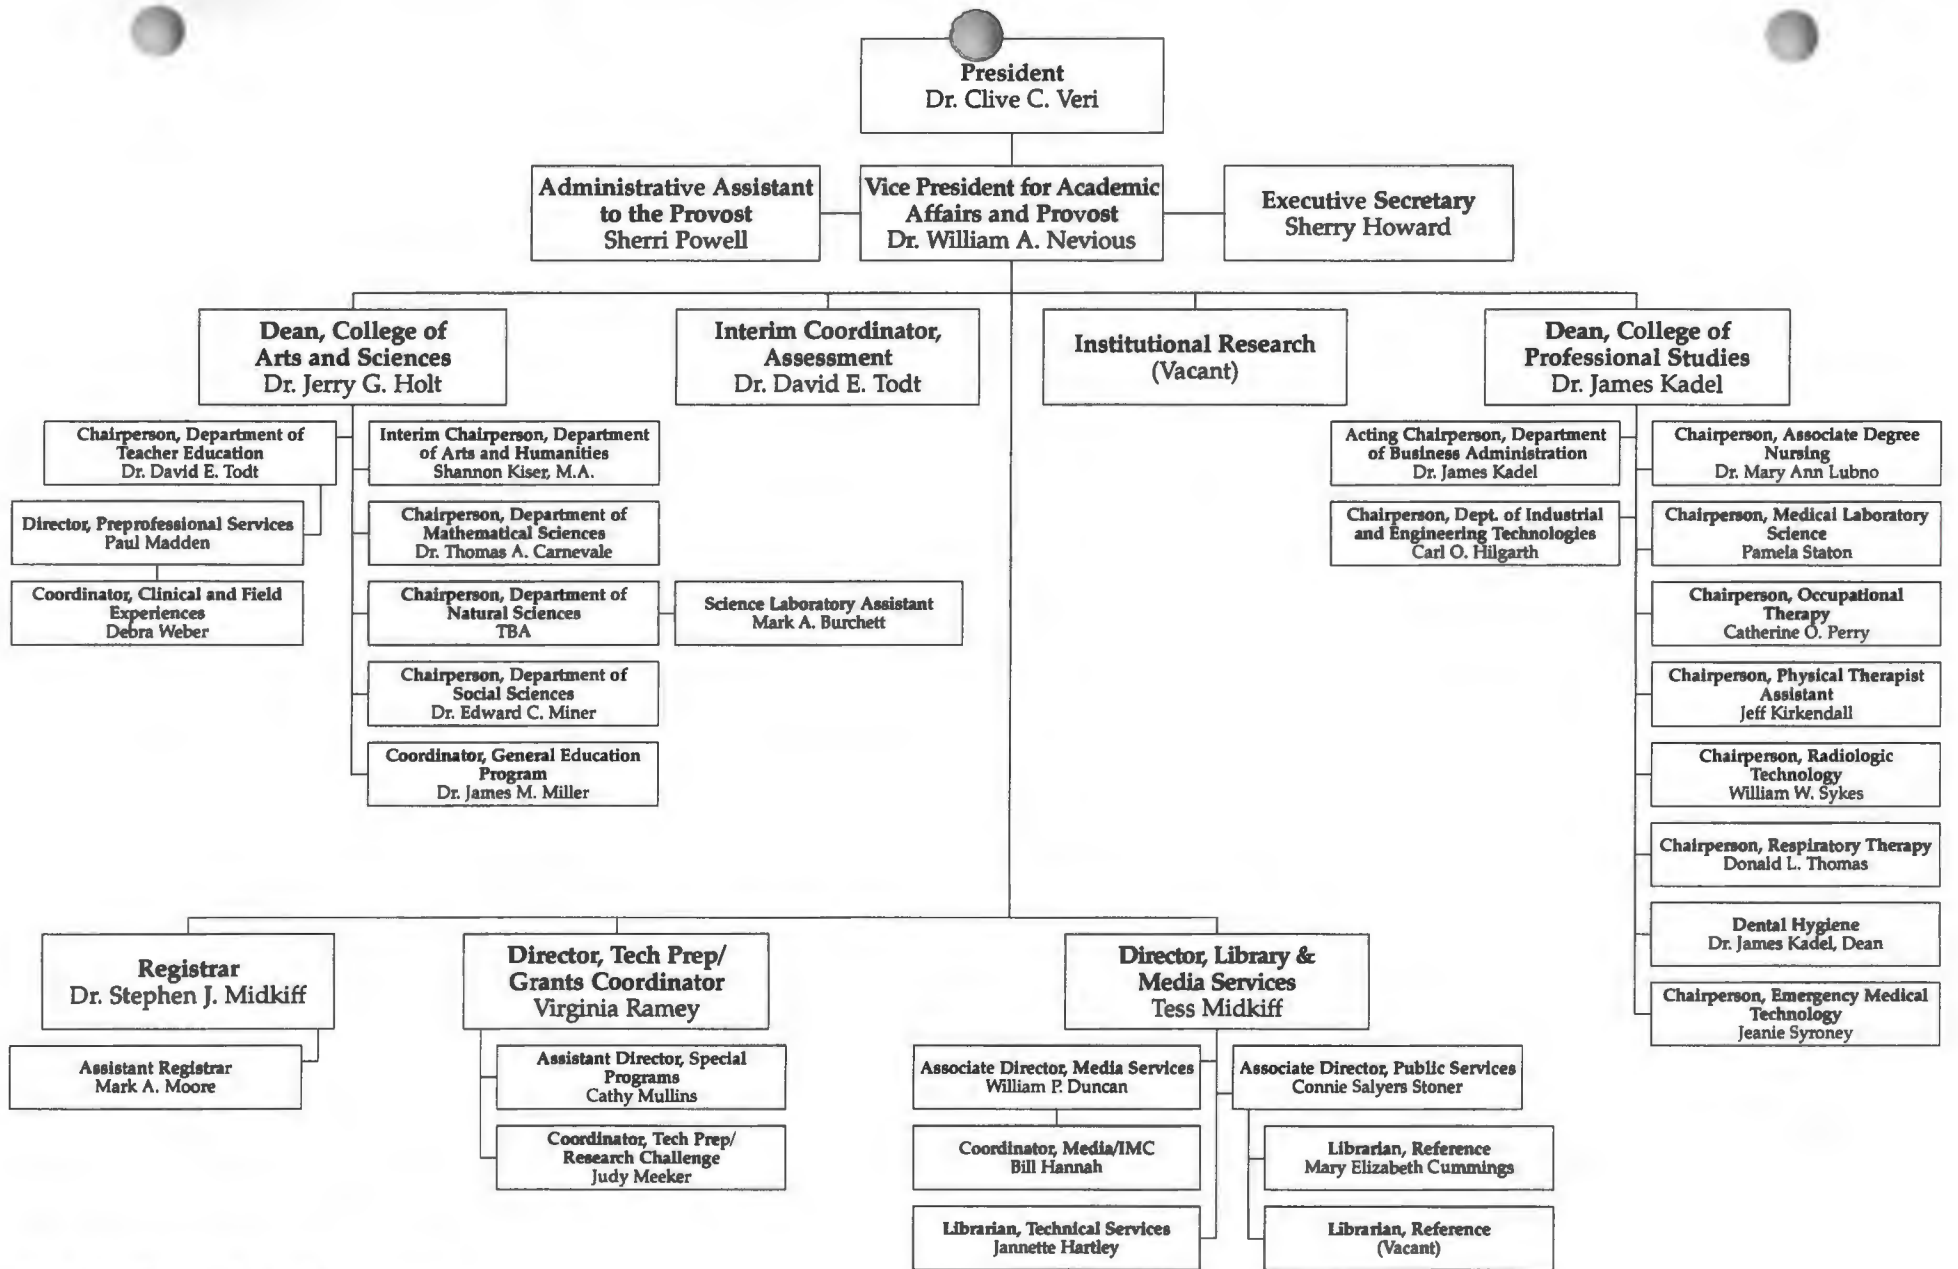 President
Dr. Clive C. Veri
Administrative Assistant
to the Provost
Sherri Powell
Vice President for Academic
Affairs and Provost
Dr. William A. Nevious
Executive Secretary
Sherry Howard
Dean, College of
Arts and Sciences
Dr. Jerry G. Holt
Interim Coordinator,
Assessment
Dr. David E. Todt
Institutional Research
(Vacant)
Dean, College of
Professional Studies
Dr. James Kadel
Chairperson, Department of
Teacher Education
Dr. David E. Todt
Director, Preprofessional Services
Paul Madden
Coordinator, Clinical and Field
Experiences
Debra Weber
Interim Chairperson, Department
of Arts and Humanities
Shannon Kiser, M.A.
Chairperson, Department of
Mathematical Sciences
Dr. Thomas A. Carnevale
Chairperson, Department of
Natural Sciences
TBA
Science Laboratory Assistant
Mark A. Burchett
Chairperson, Department of
Social Sciences
Dr. Edward C. Miner
Coordinator, General Education
Program
Dr. James M. Miller
Acting Chairperson, Department
of Business Administration
Dr. James Kadel
Chairperson, Dept. of Industrial
and Engineering Technologies
Carl O. Hilgarth
Chairperson, Associate Degree
Nursing
Dr. Mary Ann Lubno
Chairperson, Medical Laboratory
Science
Pamela Staton
Chairperson, Occupational
Therapy
Catherine O. Perry
Chairperson, Physical Therapist
Assistant
Jeff Kirkendall
Chairperson, Radiologic
Technology
William W. Sykes
Chairperson, Respiratory Therapy
Donald L. Thomas
Dental Hygiene
Dr. James Kadel, Dean
Chairperson, Emergency Medical
Technology
Jeanie Syroney
Registrar
Dr. Stephen J. Midkiff
Assistant Registrar
Mark A. Moore
Director, Tech Prep/
Grants Coordinator
Virginia Ramey
Assistant Director, Special
Programs
Cathy Mullins
Coordinator, Tech Prep/
Research Challenge
Judy Meeker
Director, Library &
Media Services
Tess Midkiff
Associate Director, Media Services
William P. Duncan
Coordinator, Media/IMC
Bill Hannah
Librarian, Technical Services
Jannette Hartley
Associate Director, Public Services
Connie Salyers Stoner
Librarian, Reference
Mary Elizabeth Cummings
Librarian, Reference
(Vacant)